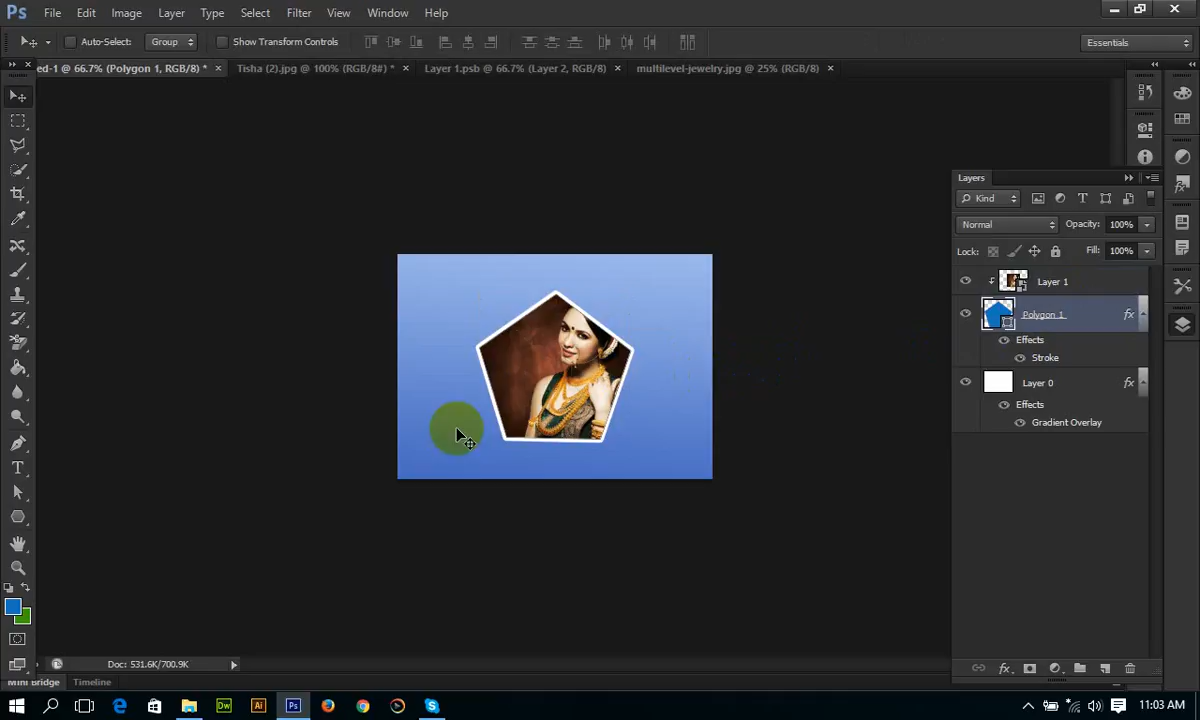 Ps File Edit Image Layer Type Select Filter View Window Help
Auto-Select: Group Show Transform Controls Essentials
ed-1 @ 66.7% (Polygon 1, RGB/8) * × Tisha (2).jpg @ 100% (RGB/8#) * × Layer 1.psb @ 66.7% (Layer 2, RGB/8) × multilevel-jewelry.jpg @ 25% (RGB/8) ×
Layers
Kind
Normal Opacity: 100%
Lock: Fill: 100%
Layer 1
Polygon 1 fx
Effects
Stroke
Layer 0 fx
Effects
Gradient Overlay
Doc: 531.6K/700.9K
Mini Bridge Timeline
11:03 AM